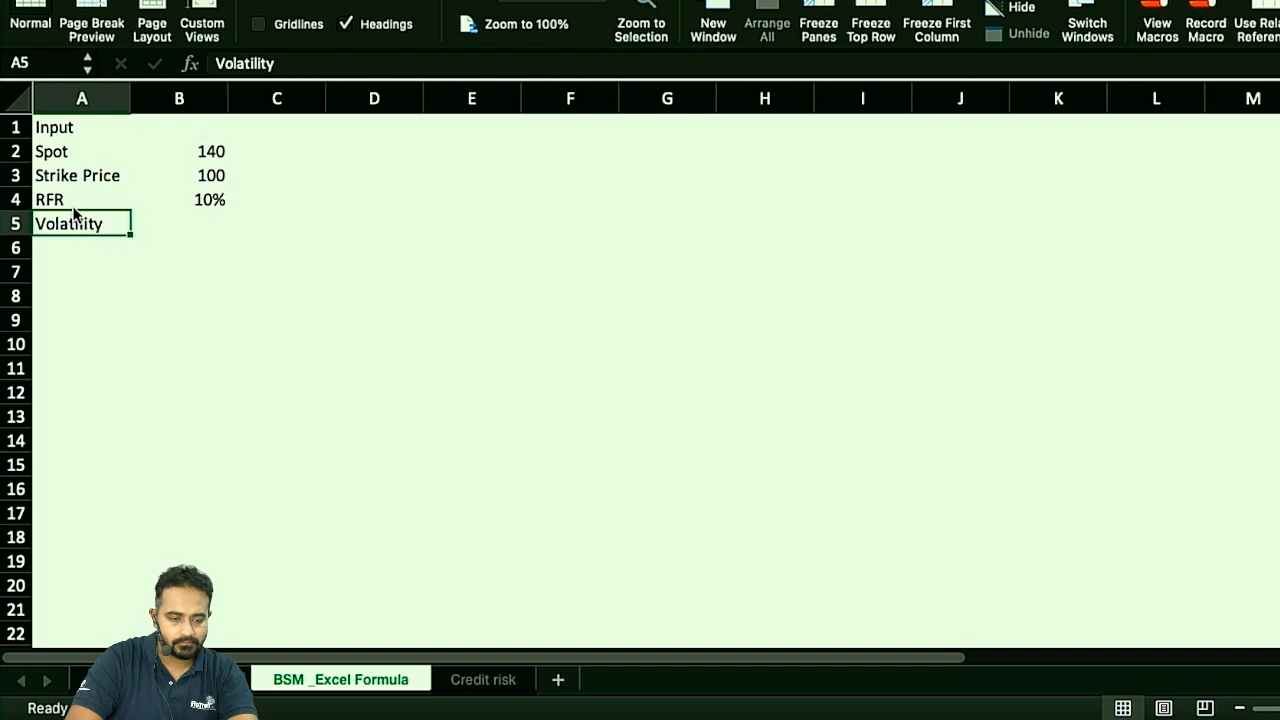 Normal
Page Break Preview
Page Layout
Custom Views
Gridlines
Headings
Zoom to 100%
Zoom to Selection
New Window
Arrange All
Freeze Panes
Freeze Top Row
Freeze First Column
Hide
Unhide
Switch Windows
View Macros
Record Macro
A5 fx Volatility
A B C D E F G H I J K L M
1 Input
2 Spot 140
3 Strike Price 100
4 RFR 10%
5 Volatility
6
7
8
9
10
11
12
13
14
15
16
17
18
19
20
21
22
BSM _Excel Formula Credit risk +
Ready